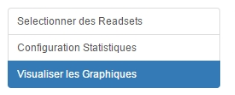 Selectionner des Readsets
Configuration Statistiques
Visualiser les Graphiques